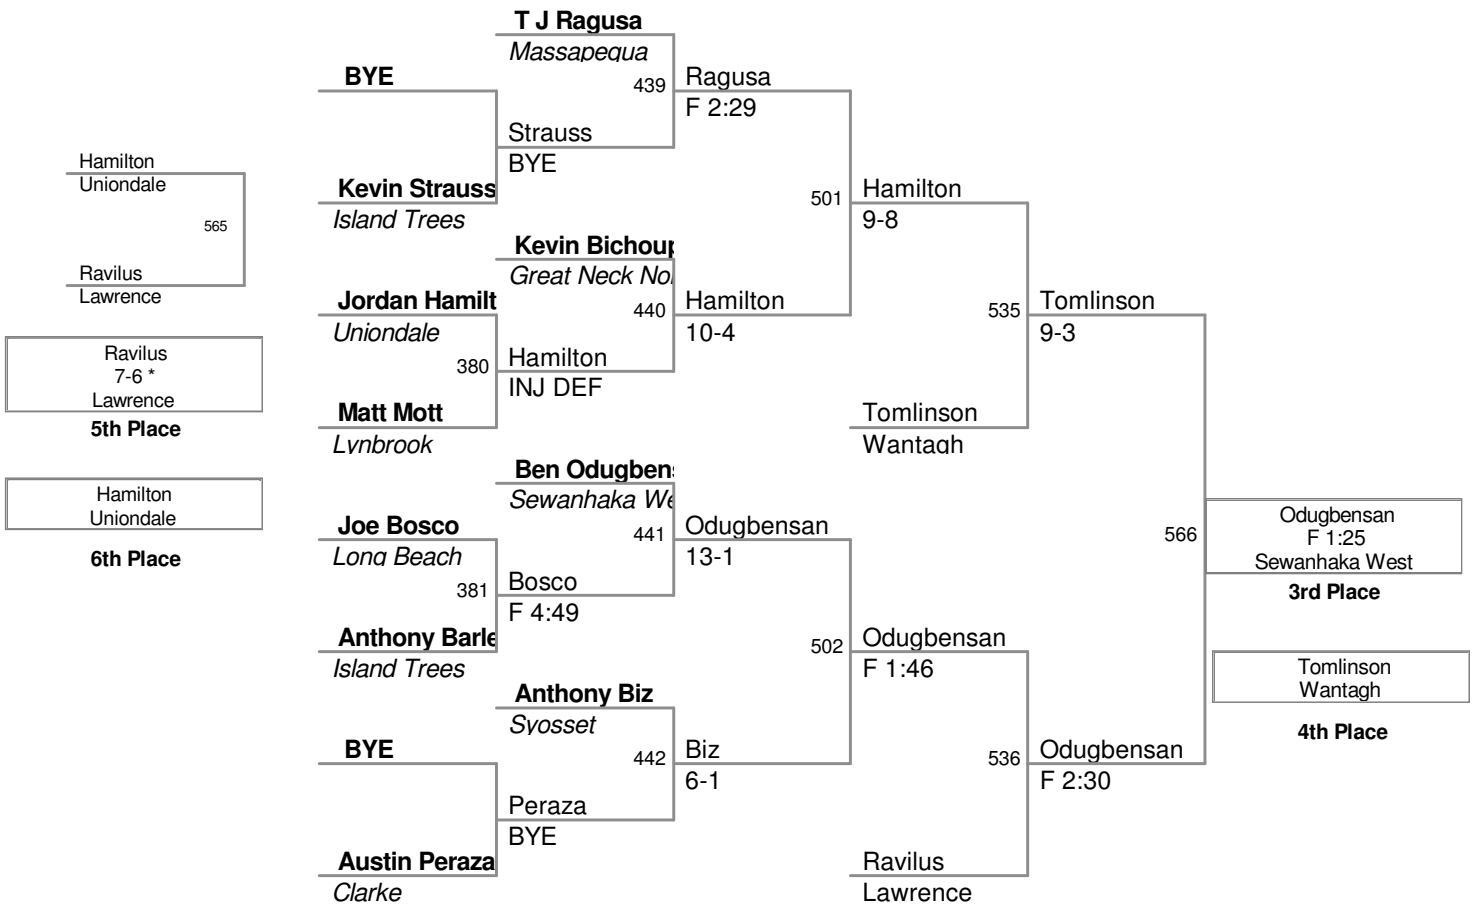 T J Ragusa
Massapequa
BYE
439
Ragusa
F 2:29
Strauss
BYE
Hamilton
Uniondale
Kevin Strauss
Island Trees
501
Hamilton
9-8
565
Kevin Bichoup
Great Neck Nor
Ravilus
Lawrence
Jordan Hamilt
Uniondale
440
Hamilton
10-4
535
Tomlinson
9-3
Ravilus
7-6 *
Lawrence
5th Place
380
Hamilton
INJ DEF
Matt Mott
Lynbrook
Tomlinson
Wantagh
Ben Odugbens
Sewanhaka We
Hamilton
Uniondale
6th Place
Joe Bosco
Long Beach
441
Odugbensan
13-1
566
Odugbensan
F 1:25
Sewanhaka West
3rd Place
381
Bosco
F 4:49
Anthony Barle
Island Trees
502
Odugbensan
F 1:46
Tomlinson
Wantagh
4th Place
Anthony Biz
Syosset
BYE
442
Biz
6-1
536
Odugbensan
F 2:30
Peraza
BYE
Austin Peraza
Clarke
Ravilus
Lawrence